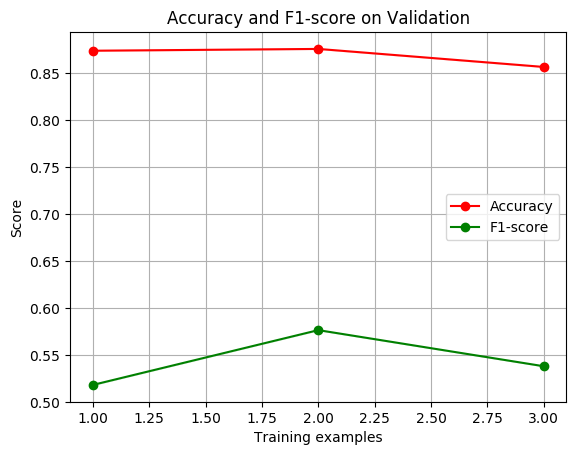 Accuracy and F1-score on Validation
0.85
0.80
0.75
0.70
0.65
0.60
0.55
0.50
Score
Accuracy
F1-score
1.00 1.25 1.50 1.75 2.00 2.25 2.50 2.75 3.00
Training examples